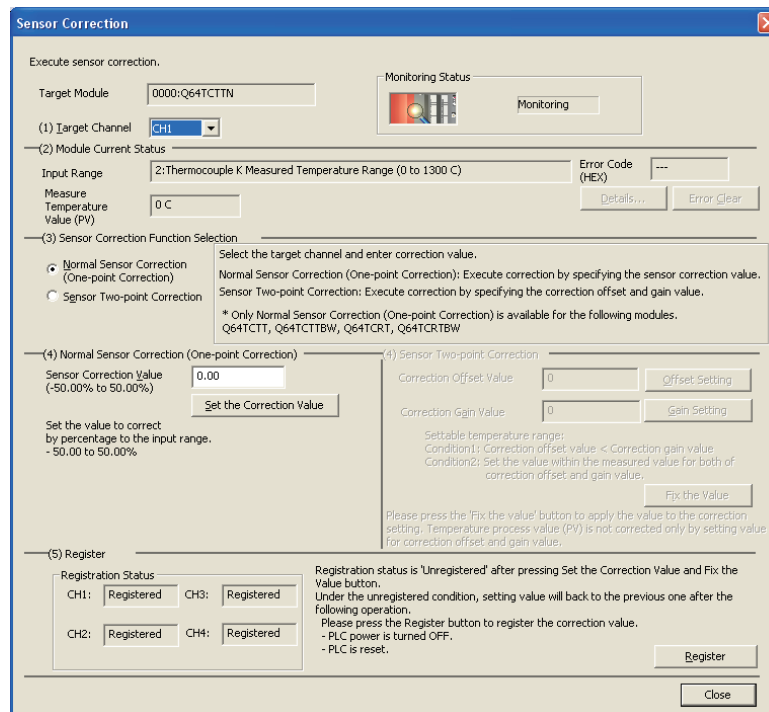 Sensor Correction
Execute sensor correction.
Target Module
0000:Q64TCTTN
Monitoring Status
Monitoring
(1) Target Channel
CH1
(2) Module Current Status
Input Range
2:Thermocouple K Measured Temperature Range (0 to 1300 C)
Error Code
(HEX)
---
Measure
Temperature
Value (PV)
0 C
Details...
Error Clear
(3) Sensor Correction Function Selection
Normal Sensor Correction
(One-point Correction)
Sensor Two-point Correction
Select the target channel and enter correction value.
Normal Sensor Correction (One-point Correction): Execute correction by specifying the sensor correction value.
Sensor Two-point Correction: Execute correction by specifying the correction offset and gain value.
* Only Normal Sensor Correction (One-point Correction) is available for the following modules.
Q64TCTT, Q64TCTTBW, Q64TCRT, Q64TCRTBW
(4) Normal Sensor Correction (One-point Correction)
Sensor Correction Value
(-50.00% to 50.00%)
0.00
Set the Correction Value
Set the value to correct
by percentage to the input range.
- 50.00 to 50.00%
(4) Sensor Two-point Correction
Correction Offset Value
0
Offset Setting
Correction Gain Value
0
Gain Setting
Settable temperature range:
Condition1: Correction offset value < Correction gain value
Condition2: Set the value within the measured value for both of
correction offset and gain value.
Fix the Value
Please press the 'Fix the value' button to apply the value to the correction
setting. Temperature process value (PV) is not corrected only by setting value
for correction offset and gain value.
(5) Register
Registration Status
CH1: Registered CH3: Registered
CH2: Registered CH4: Registered
Registration status is 'Unregistered' after pressing Set the Correction Value and Fix the
Value button.
Under the unregistered condition, setting value will back to the previous one after the
following operation.
Please press the Register button to register the correction value.
- PLC power is turned OFF.
- PLC is reset.
Register
Close